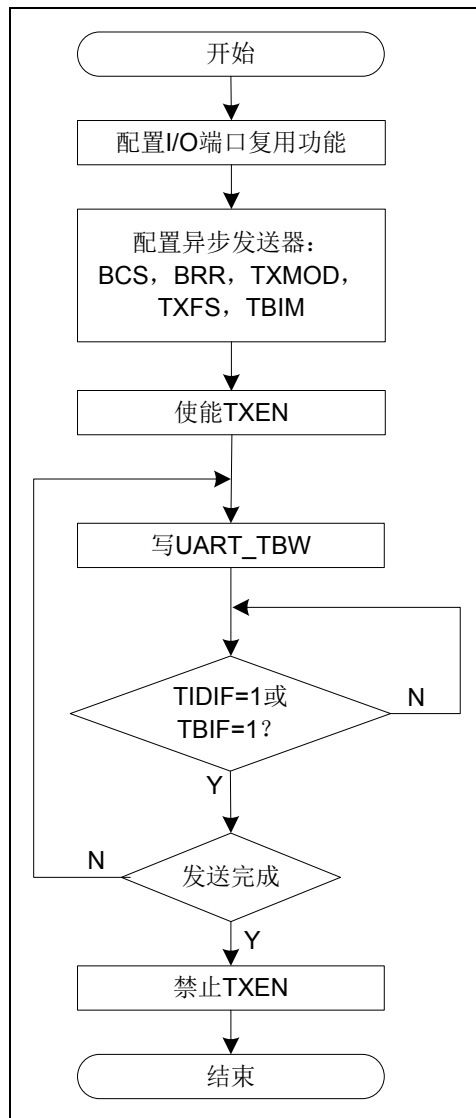 开始
配置I/O端口复用功能
配置异步发送器：
BCS，BRR，TXMOD，
TXFS，TBIM
使能TXEN
写UART_TBW
TIDIF=1或
TBIF=1？
N
Y
N
发送完成
Y
禁止TXEN
结束